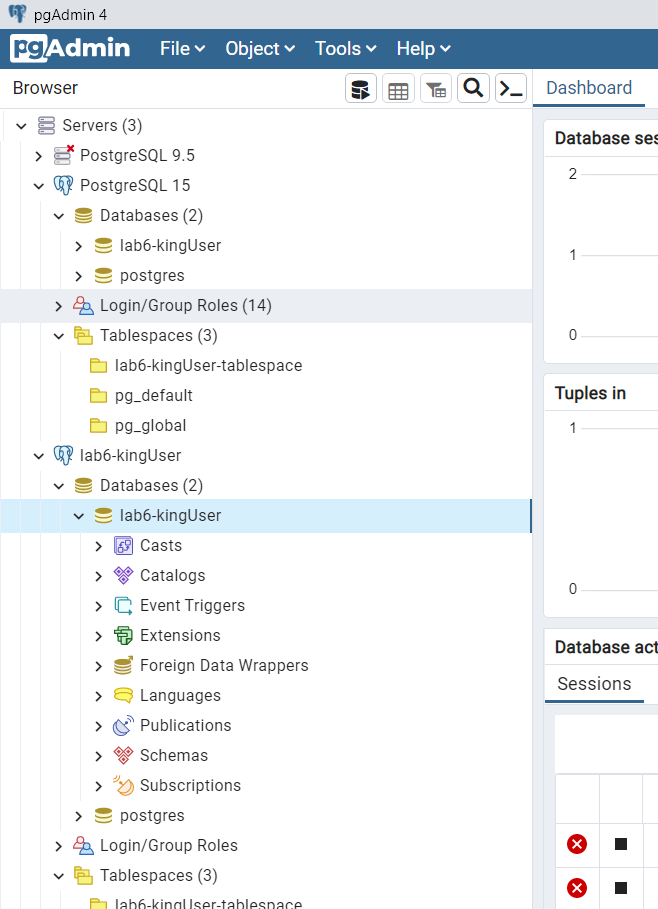 pgAdmin 4
pgAdmin File Object Tools Help
Browser
Dashboard
Servers (3)
PostgreSQL 9.5
PostgreSQL 15
Databases (2)
lab6-kingUser
postgres
Login/Group Roles (14)
Tablespaces (3)
lab6-kingUser-tablespace
pg_default
pg_global
lab6-kingUser
Databases (2)
lab6-kingUser
Casts
Catalogs
Event Triggers
Extensions
Foreign Data Wrappers
Languages
Publications
Schemas
Subscriptions
postgres
Login/Group Roles
Tablespaces (3)
lab6-kingUser-tablespace
Database ses
2
1
0
Tuples in
1
0
Database act
Sessions